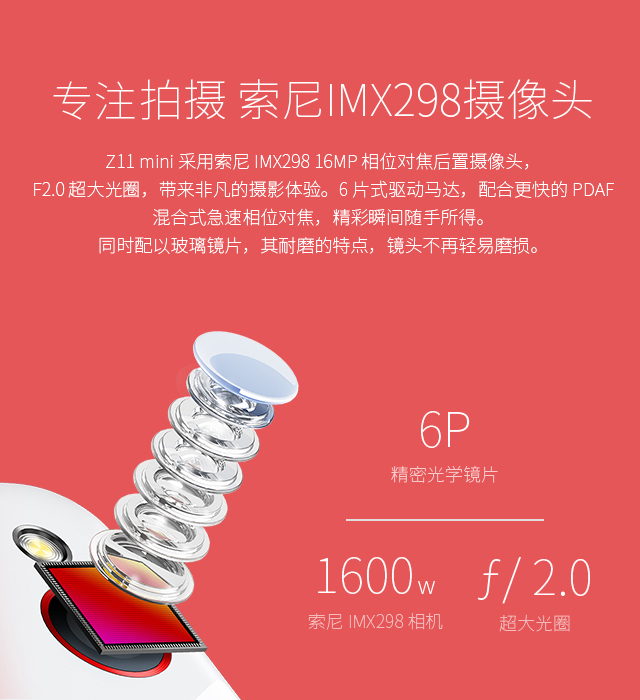 专注拍摄 索尼IMX298摄像头
Z11 mini 采用索尼 IMX298 16MP 相位对焦后置摄像头，
F2.0 超大光圈，带来非凡的摄影体验。6 片式驱动马达，配合更快的 PDAF
混合式急速相位对焦，精彩瞬间随手所得。
同时配以玻璃镜片，其耐磨的特点，镜头不再轻易磨损。
6P
精密光学镜片
1600w
索尼 IMX298 相机
f/ 2.0
超大光圈